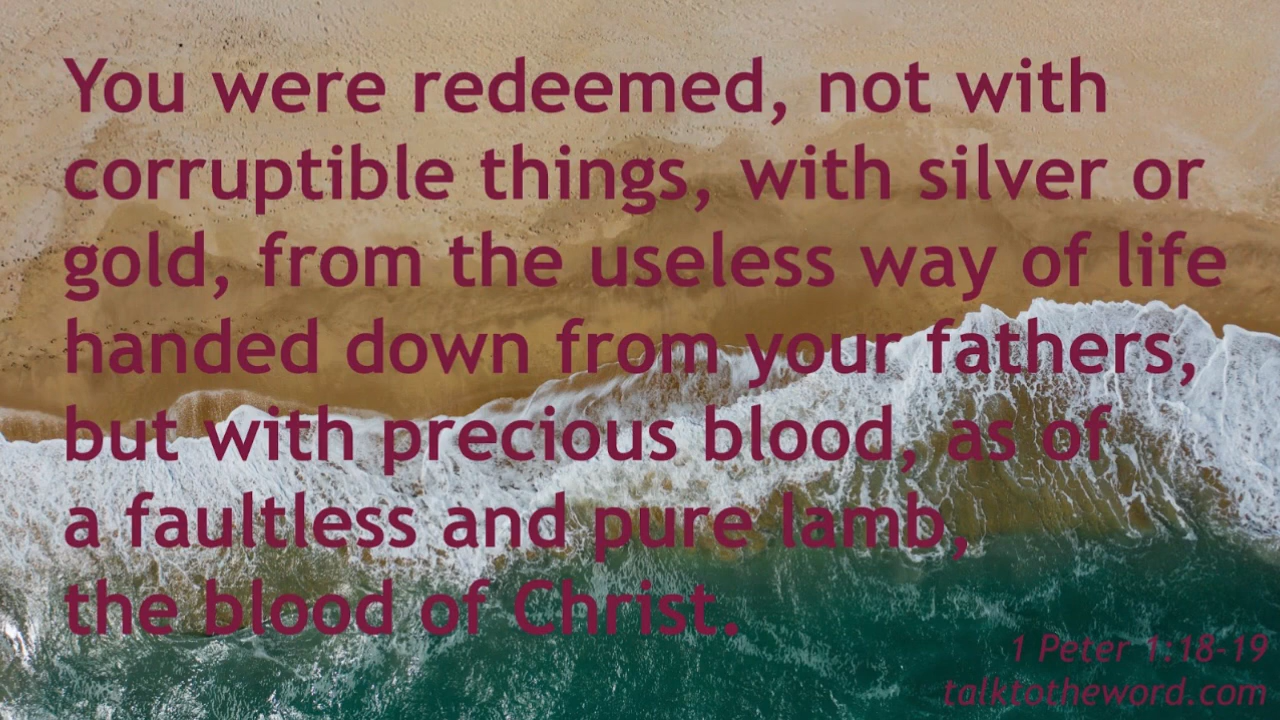 You were redeemed, not with
corruptible things, with silver or
gold, from the useless way of life
handed down from your fathers,
but with precious blood, as of
a faultless and pure lamb,
the blood of Christ.
1 Peter 1:18-19
talktotheword.com